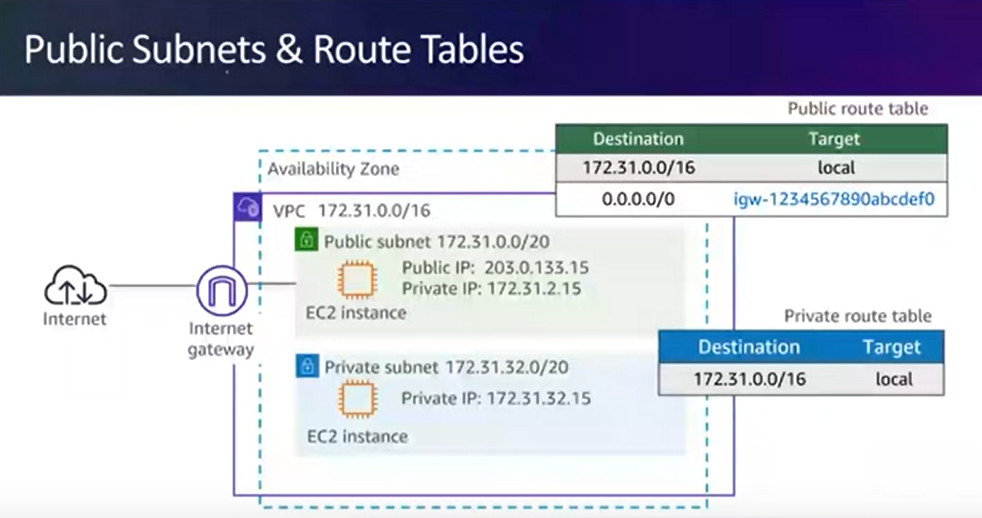 Public Subnets & Route Tables
Public route table
Destination Target
172.31.0.0/16 local
0.0.0.0/0 igw-1234567890abcdef0
Availability Zone
VPC 172.31.0.0/16
Public subnet 172.31.0.0/20
Public IP: 203.0.133.15
Private IP: 172.31.2.15
EC2 instance
Internet
Internet
gateway
Private route table
Destination Target
172.31.0.0/16 local
Private subnet 172.31.32.0/20
Private IP: 172.31.32.15
EC2 instance